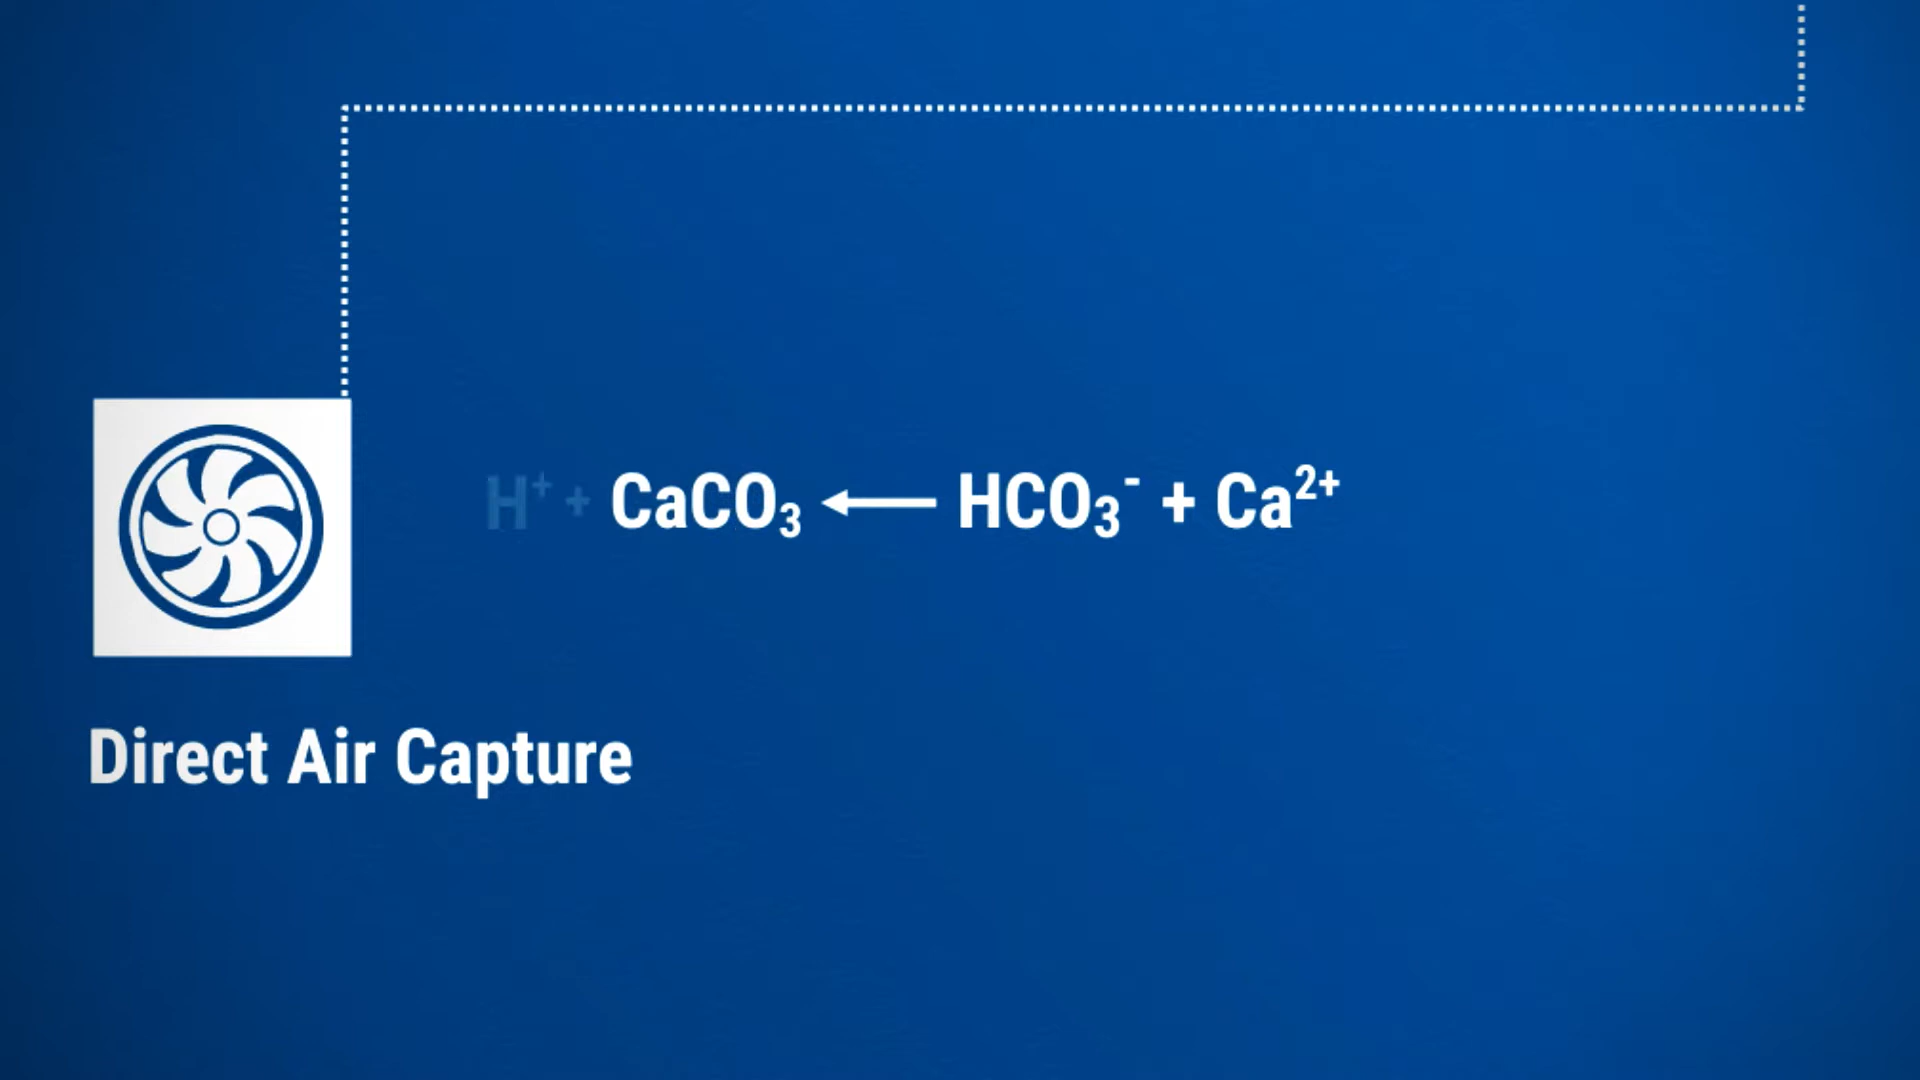 H⁺ + CaCO₃ ← HCO₃⁻ + Ca²⁺
Direct Air Capture